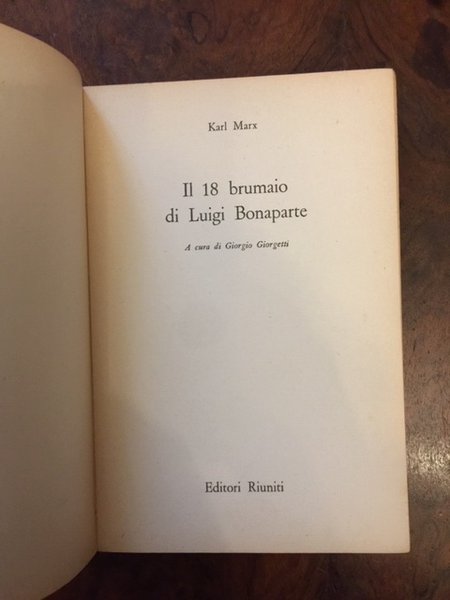 Karl Marx
Il 18 brumaio
di Luigi Bonaparte
A cura di Giorgio Giorgetti
Editori Riuniti